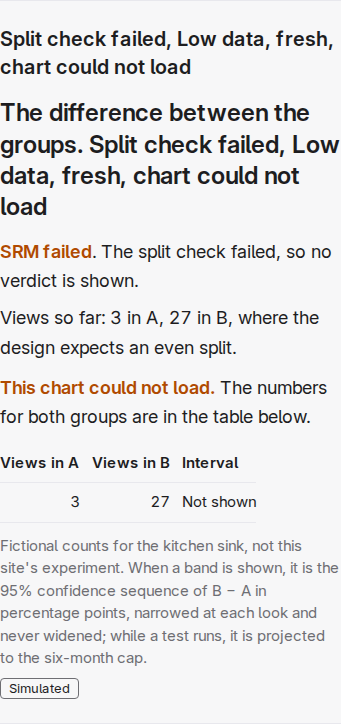 Split check failed, Low data, fresh,
chart could not load
The difference between the
groups. Split check failed, Low
data, fresh, chart could not
load
SRM failed. The split check failed, so no
verdict is shown.
Views so far: 3 in A, 27 in B, where the
design expects an even split.
This chart could not load. The numbers
for both groups are in the table below.
Views in A Views in B Interval
3 27 Not shown
Fictional counts for the kitchen sink, not this
site's experiment. When a band is shown, it is the
95% confidence sequence of B − A in
percentage points, narrowed at each look and
never widened; while a test runs, it is projected
to the six-month cap.
Simulated